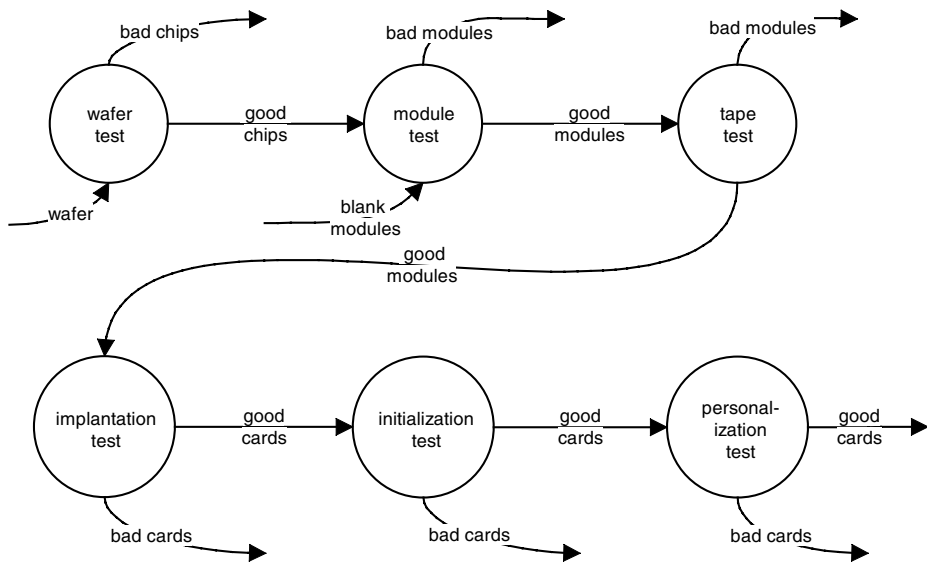 bad chips
bad modules
bad modules
wafer
test
good
chips
module
test
good
modules
tape
test
wafer
blank
modules
good
modules
implantation
test
good
cards
initialization
test
good
cards
personal-
ization
test
good
cards
bad cards
bad cards
bad cards